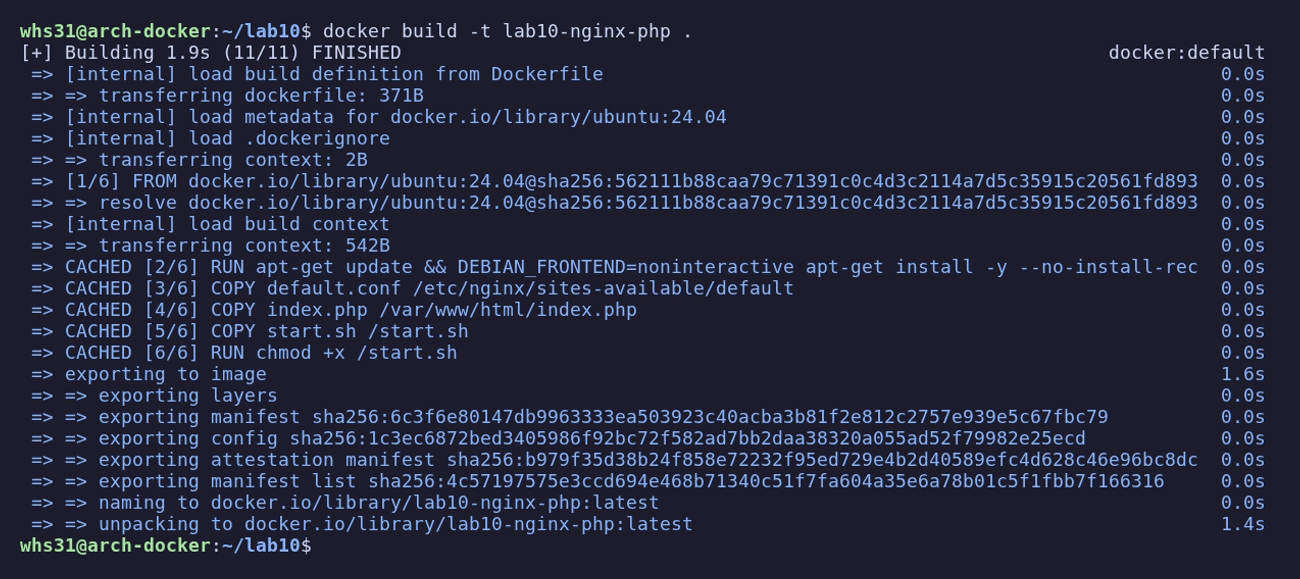 whs31@arch-docker:~/lab10$ docker build -t lab10-nginx-php .
[+] Building 1.9s (11/11) FINISHED docker:default
=> [internal] load build definition from Dockerfile 0.0s
=> => transferring dockerfile: 371B 0.0s
=> [internal] load metadata for docker.io/library/ubuntu:24.04 0.0s
=> [internal] load .dockerignore 0.0s
=> => transferring context: 2B 0.0s
=> [1/6] FROM docker.io/library/ubuntu:24.04@sha256:562111b88caa79c71391c0c4d3c2114a7d5c35915c20561fd893 0.0s
=> => resolve docker.io/library/ubuntu:24.04@sha256:562111b88caa79c71391c0c4d3c2114a7d5c35915c20561fd893 0.0s
=> [internal] load build context 0.0s
=> => transferring context: 542B 0.0s
=> CACHED [2/6] RUN apt-get update && DEBIAN_FRONTEND=noninteractive apt-get install -y --no-install-rec 0.0s
=> CACHED [3/6] COPY default.conf /etc/nginx/sites-available/default 0.0s
=> CACHED [4/6] COPY index.php /var/www/html/index.php 0.0s
=> CACHED [5/6] COPY start.sh /start.sh 0.0s
=> CACHED [6/6] RUN chmod +x /start.sh 0.0s
=> exporting to image 1.6s
=> => exporting layers 0.0s
=> => exporting manifest sha256:6c3f6e80147db9963333ea503923c40acba3b81f2e812c2757e939e5c67fbc79 0.0s
=> => exporting config sha256:1c3ec6872bed3405986f92bc72f582ad7bb2daa38320a055ad52f79982e25ecd 0.0s
=> => exporting attestation manifest sha256:b979f35d38b24f858e72232f95ed729e4b2d40589efc4d628c46e96bc8dc 0.0s
=> => exporting manifest list sha256:4c57197575e3ccd694e468b71340c51f7fa604a35e6a78b01c5f1fbb7f166316 0.0s
=> => naming to docker.io/library/lab10-nginx-php:latest 0.0s
=> => unpacking to docker.io/library/lab10-nginx-php:latest 1.4s
whs31@arch-docker:~/lab10$